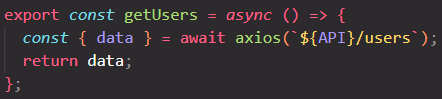 export const getUsers = async () => {
  const { data } = await axios(`${API}/users`);
  return data;
};